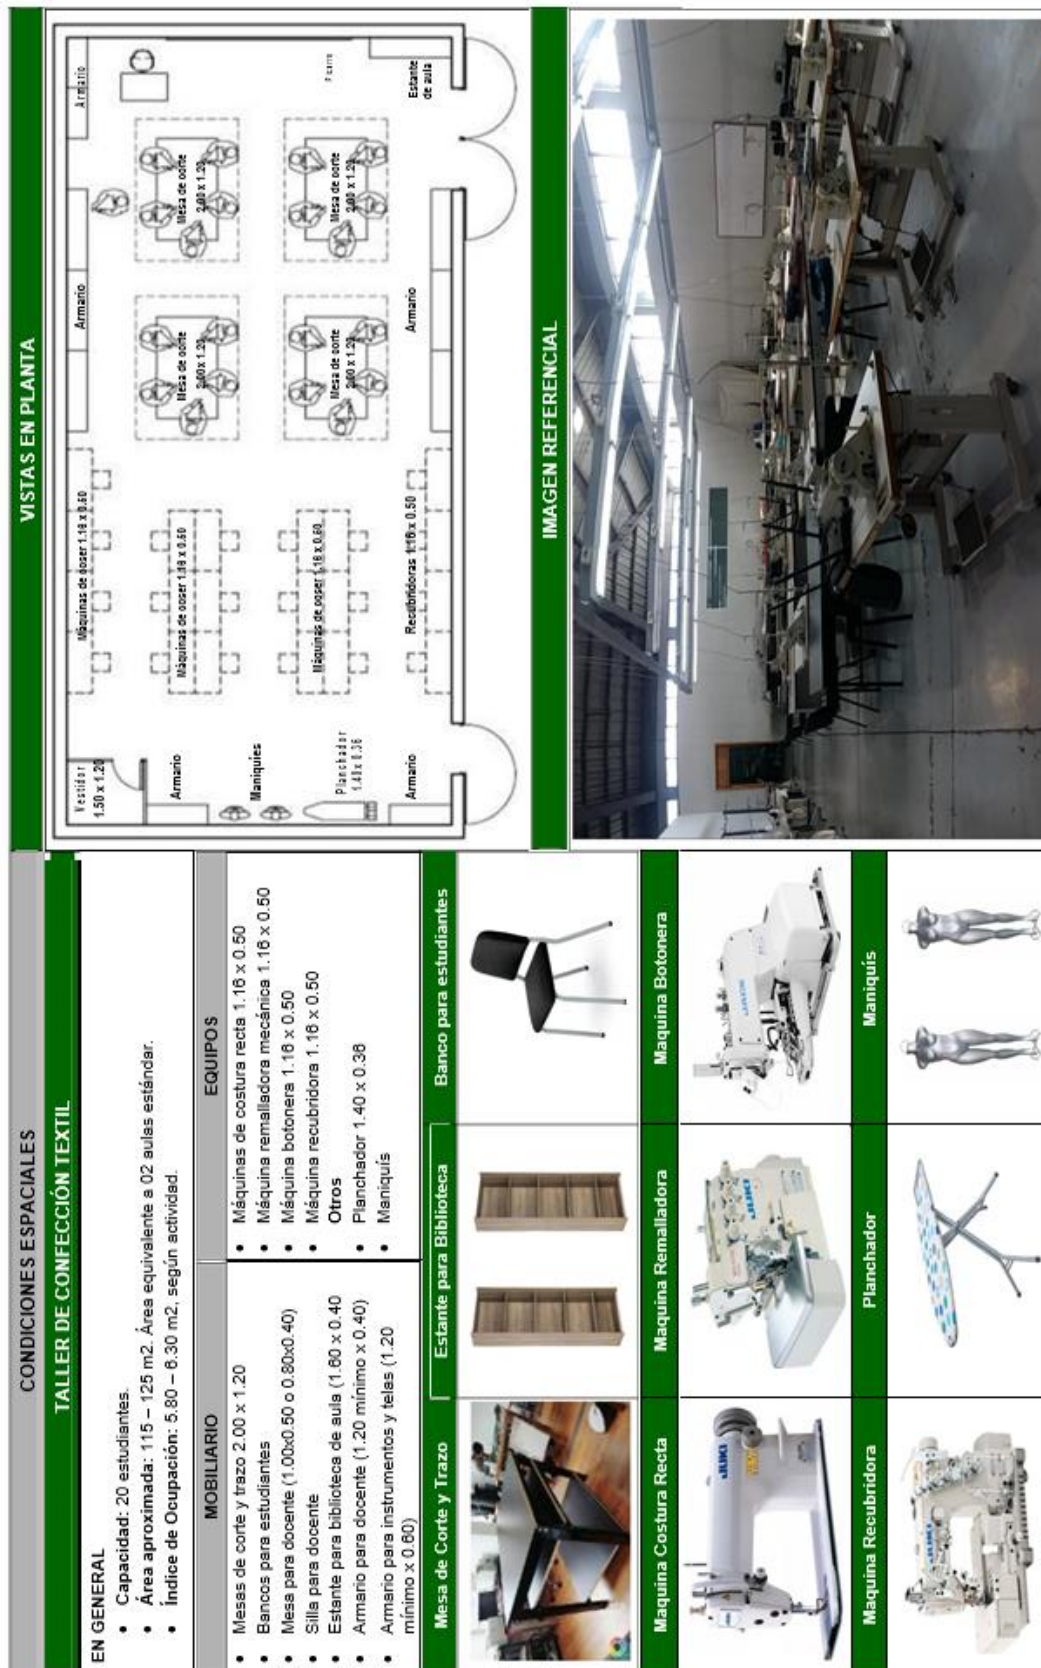 CONDICIONES ESPACIALES
TALLER DE CONFECCIÓN TEXTIL
EN GENERAL
• Capacidad: 20 estudiantes.
• Área aproximada: 115 – 125 m2. Área equivalente a 02 aulas estándar.
• Índice de Ocupación: 5.80 – 6.30 m2, según actividad.
MOBILIARIO
• Mesas de corte y trazo 2.00 x 1.20
• Bancos para estudiantes
• Mesa para docente (1.00x0.50 o 0.80x0.40)
• Silla para docente
• Estante para biblioteca de aula (1.60 x 0.40
• Armario para docente (1.20 mínimo x 0.40)
• Armario para instrumentos y telas (1.20
mínimo x 0.60)
EQUIPOS
• Máquinas de costura recta 1.16 x 0.50
• Máquina remalladora mecánica 1.16 x 0.50
• Máquina botonera 1.16 x 0.50
• Máquina recubridora 1.16 x 0.50
Otros
• Planchador 1.40 x 0.36
• Maniquís
Mesa de Corte y Trazo
Estante para Biblioteca
Banco para estudiantes
Maquina Costura Recta
Maquina Remalladora
Maquina Botonera
JUKI
JUKI
JUKI
Maquina Recubridora
Planchador
Maniquís
JUKI
VISTAS EN PLANTA
Vestidor
1.50 x 1.20
Máquinas de coser 1.16 x 0.60
Armario
Armario
Armario
Máquinas de coser 1.16 x 0.60
Mesa de corte
2.00 x 1.20
Mesa de corte
2.00 x 1.20
Maniquíes
Planchador
1.40 x 0.36
Máquinas de coser 1.16 x 0.60
Mesa de corte
2.00 x 1.20
Mesa de corte
2.00 x 1.20
Armario
Recubridoras 1.16 x 0.50
Armario
Estante
de aula
IMAGEN REFERENCIAL